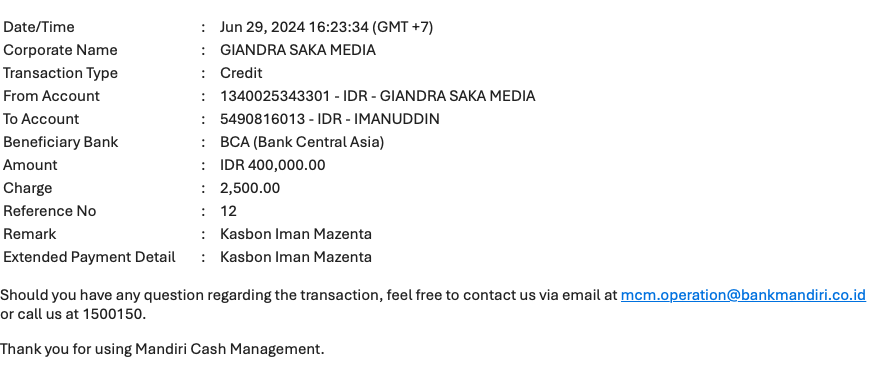 Date/Time : Jun 29, 2024 16:23:34 (GMT +7)
Corporate Name : GIANDRA SAKA MEDIA
Transaction Type : Credit
From Account : 1340025343301 - IDR - GIANDRA SAKA MEDIA
To Account : 5490816013 - IDR - IMANUDDIN
Beneficiary Bank : BCA (Bank Central Asia)
Amount : IDR 400,000.00
Charge : 2,500.00
Reference No : 12
Remark : Kasbon Iman Mazenta
Extended Payment Detail : Kasbon Iman Mazenta
Should you have any question regarding the transaction, feel free to contact us via email at mcm.operation@bankmandiri.co.id
or call us at 1500150.
Thank you for using Mandiri Cash Management.